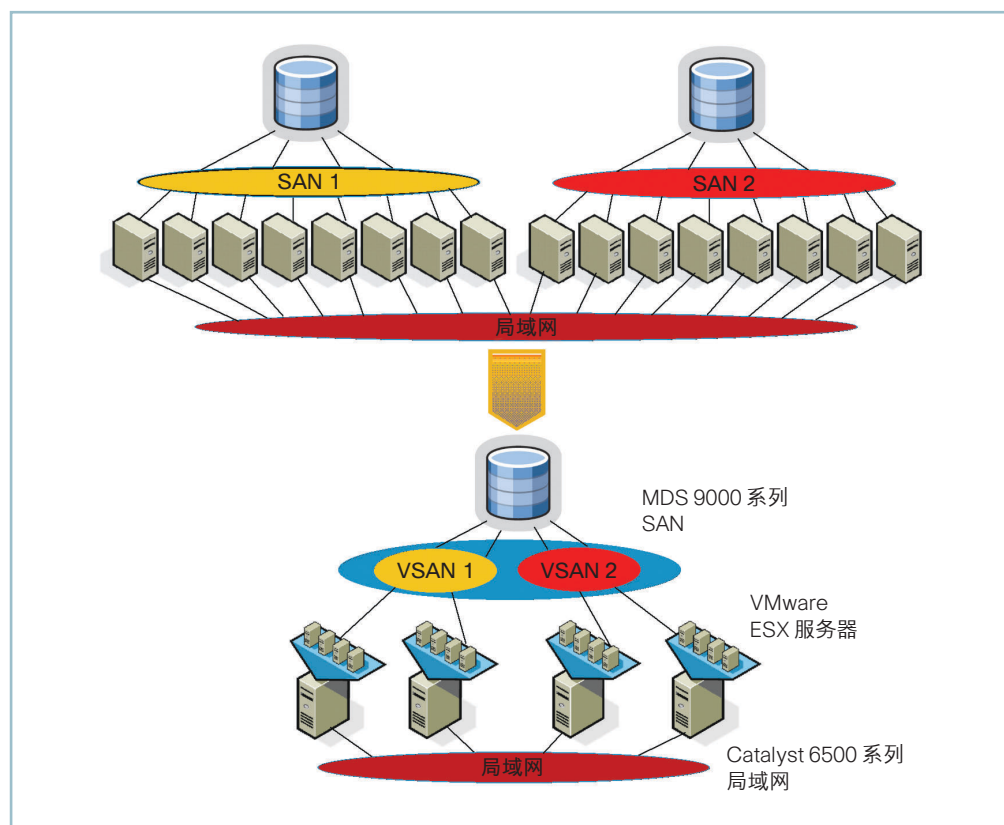 SAN 1
SAN 2
局域网
MDS 9000 系列
SAN
VSAN 1
VSAN 2
VMware
ESX 服务器
Catalyst 6500 系列
局域网
局域网